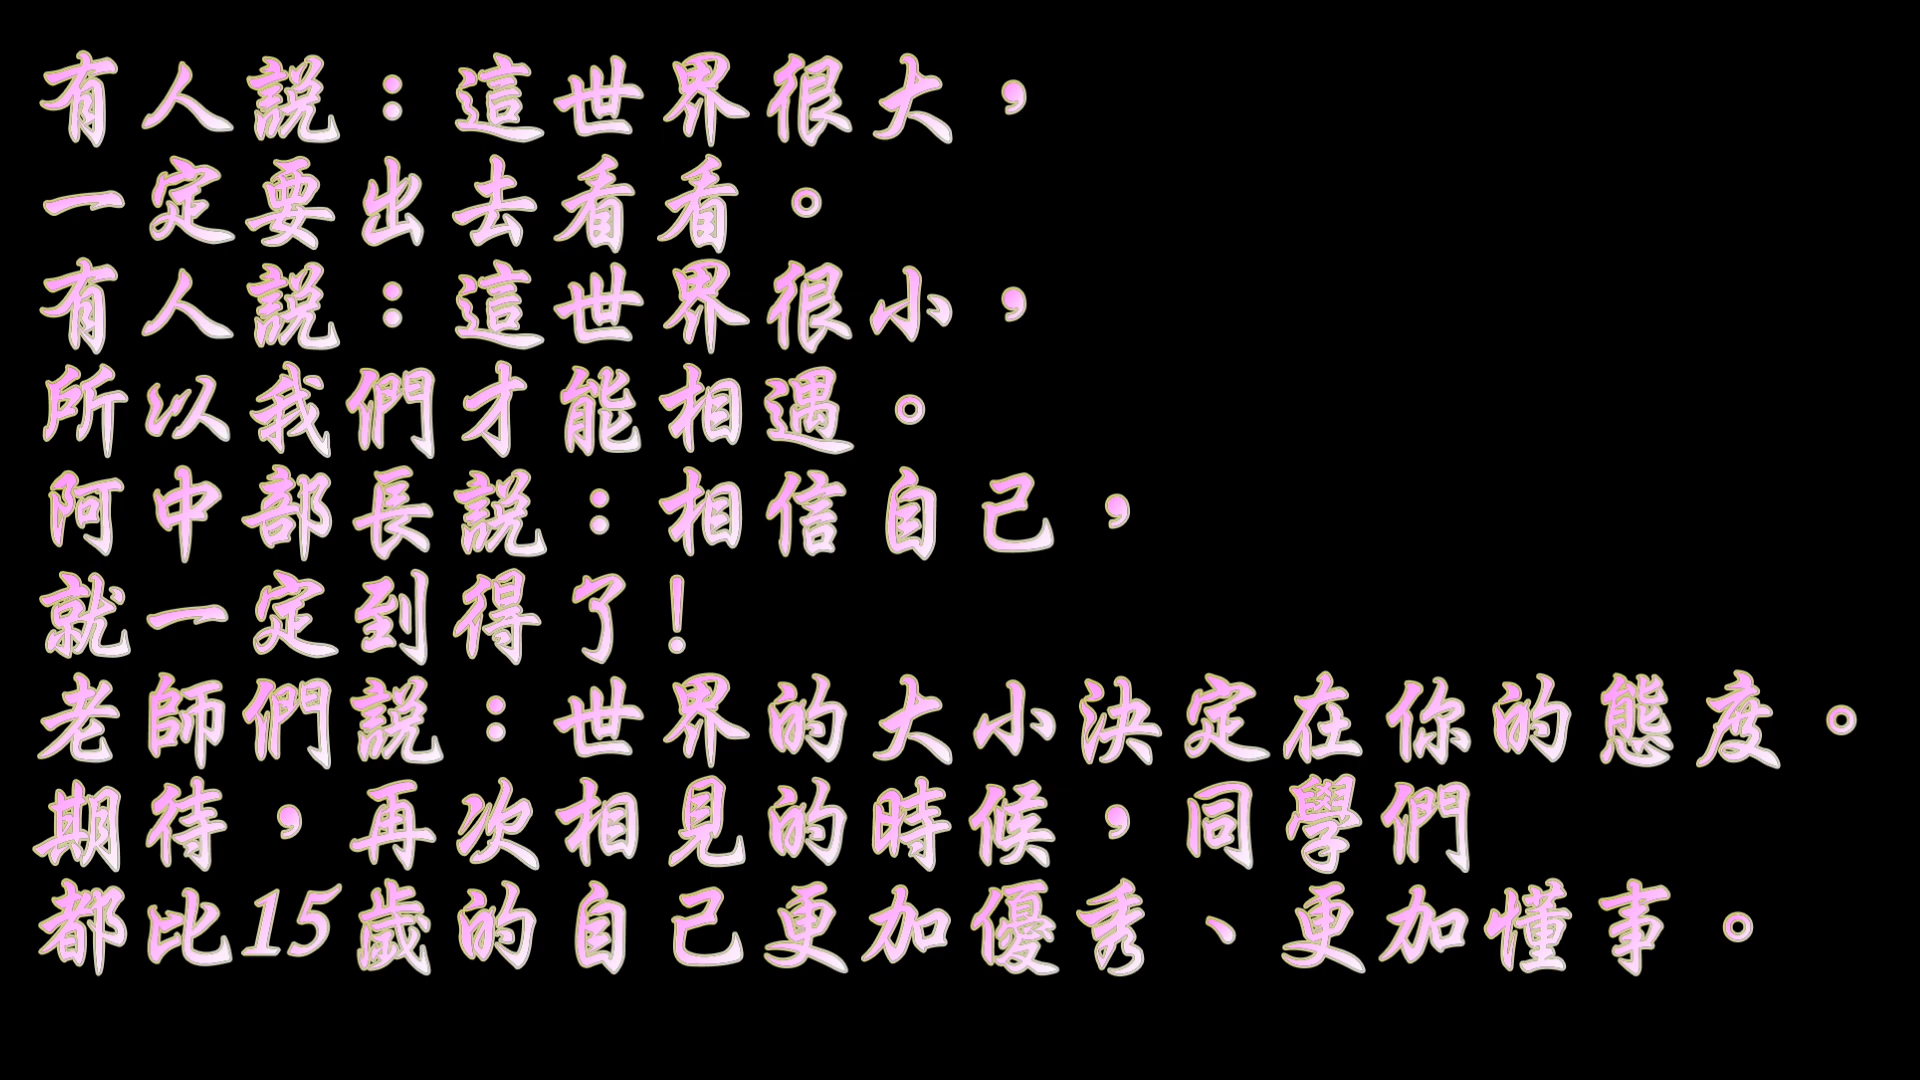 有人說：這世界很大，
一定要出去看看。
有人說：這世界很小，
所以我們才能相遇。
阿中部長說：相信自己，
就一定到得了！
老師們說：世界的大小決定在你的態度。
期待，再次相見的時候，同學們
都比15歲的自己更加優秀、更加懂事。